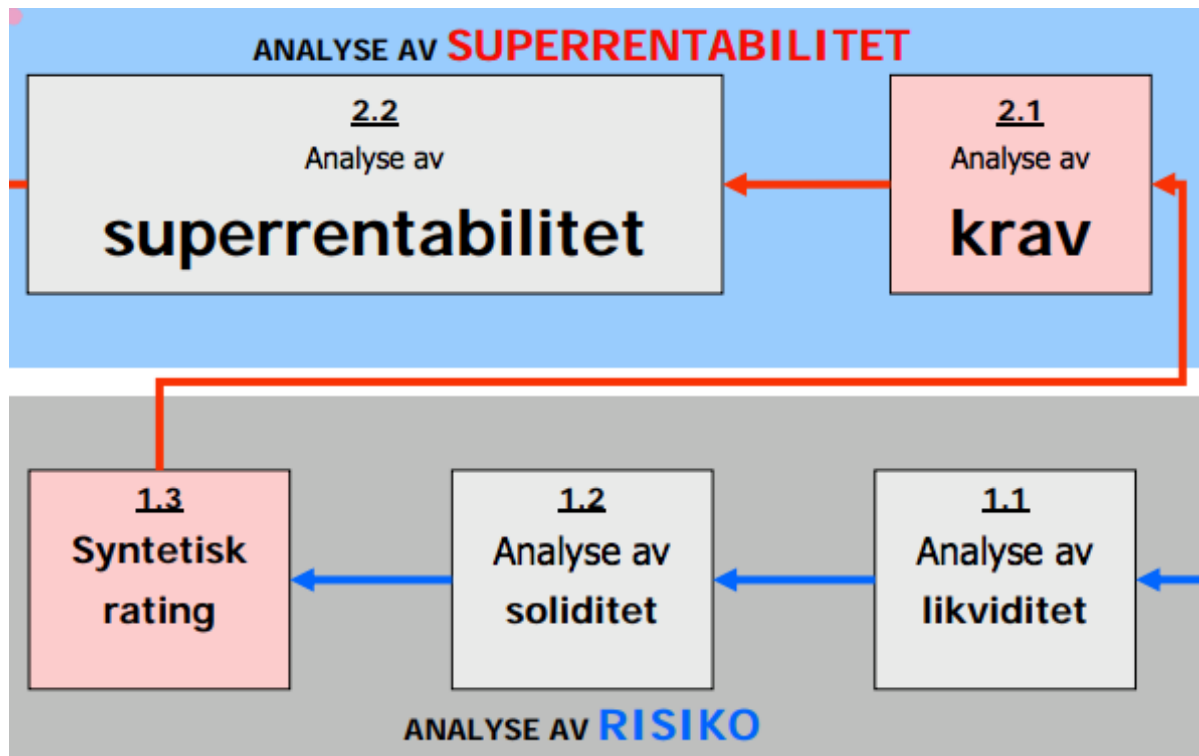 ANALYSE AV SUPERRENTABILITET
2.2
Analyse av
superrentabilitet
2.1
Analyse av
krav
1.3
Syntetisk
rating
1.2
Analyse av
soliditet
1.1
Analyse av
likviditet
ANALYSE AV RISIKO